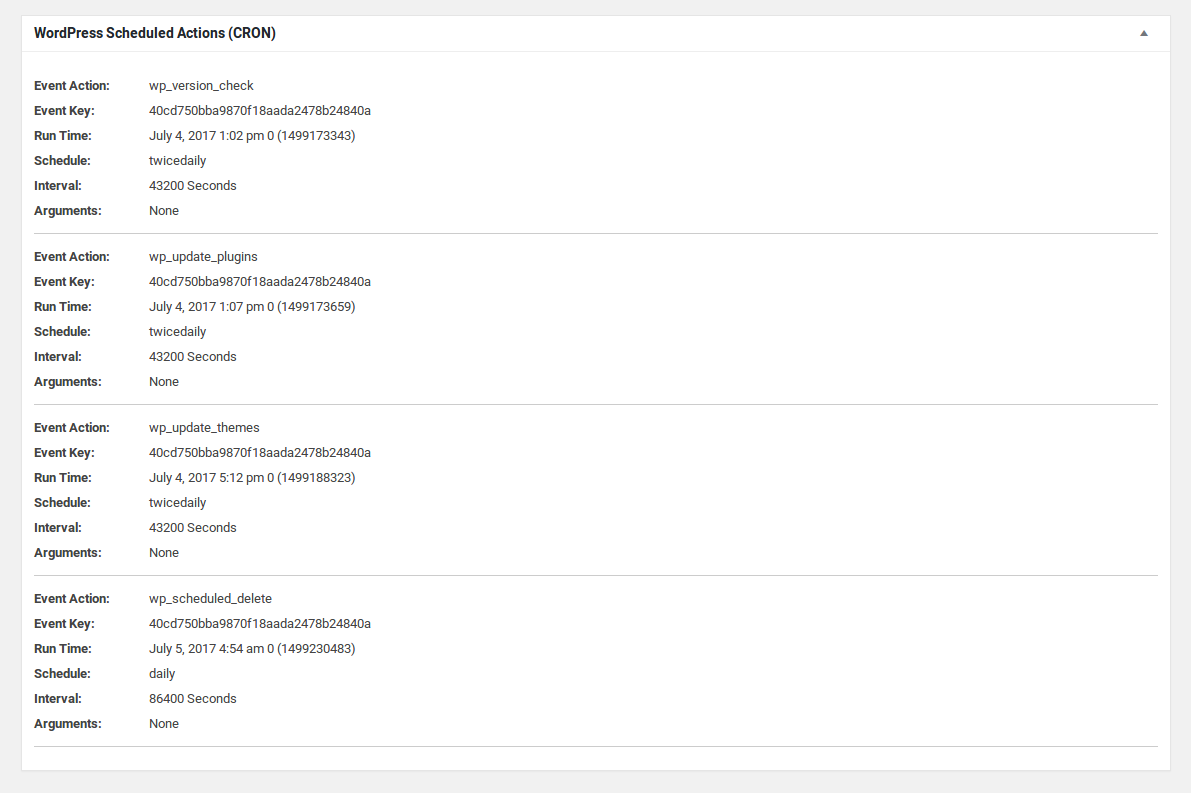 WordPress Scheduled Actions (CRON)
Event Action: wp_version_check
Event Key: 40cd750bba9870f18aada2478b24840a
Run Time: July 4, 2017 1:02 pm 0 (1499173343)
Schedule: twicedaily
Interval: 43200 Seconds
Arguments: None
Event Action: wp_update_plugins
Event Key: 40cd750bba9870f18aada2478b24840a
Run Time: July 4, 2017 1:07 pm 0 (1499173659)
Schedule: twicedaily
Interval: 43200 Seconds
Arguments: None
Event Action: wp_update_themes
Event Key: 40cd750bba9870f18aada2478b24840a
Run Time: July 4, 2017 5:12 pm 0 (1499188323)
Schedule: twicedaily
Interval: 43200 Seconds
Arguments: None
Event Action: wp_scheduled_delete
Event Key: 40cd750bba9870f18aada2478b24840a
Run Time: July 5, 2017 4:54 am 0 (1499230483)
Schedule: daily
Interval: 86400 Seconds
Arguments: None